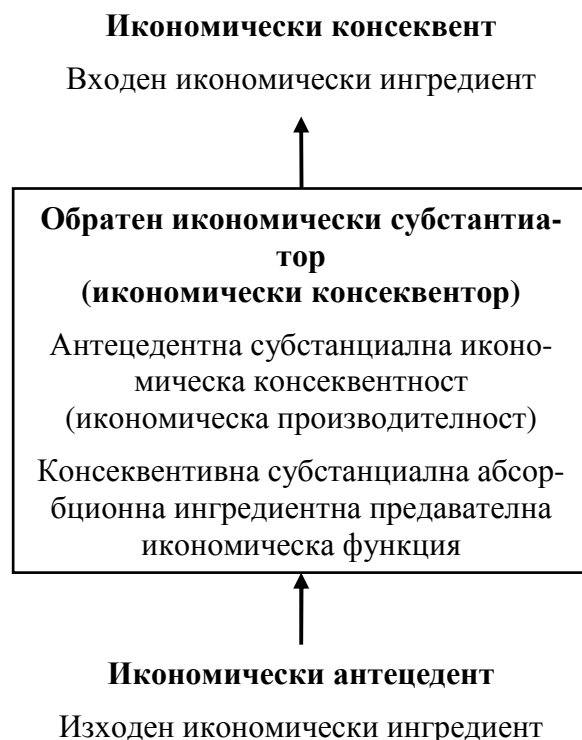 Икономически консеквент
Входен икономически ингредиент
Обратен икономически субстантиа-
тор
(икономически консеквентор)
Антецедентна субстанциална иконо-
мическа консеквентност
(икономическа производителност)
Консеквентивна субстанциална абсор-
бционна ингредиентна предавателна
икономическа функция
Икономически антецедент
Изходен икономически ингредиент